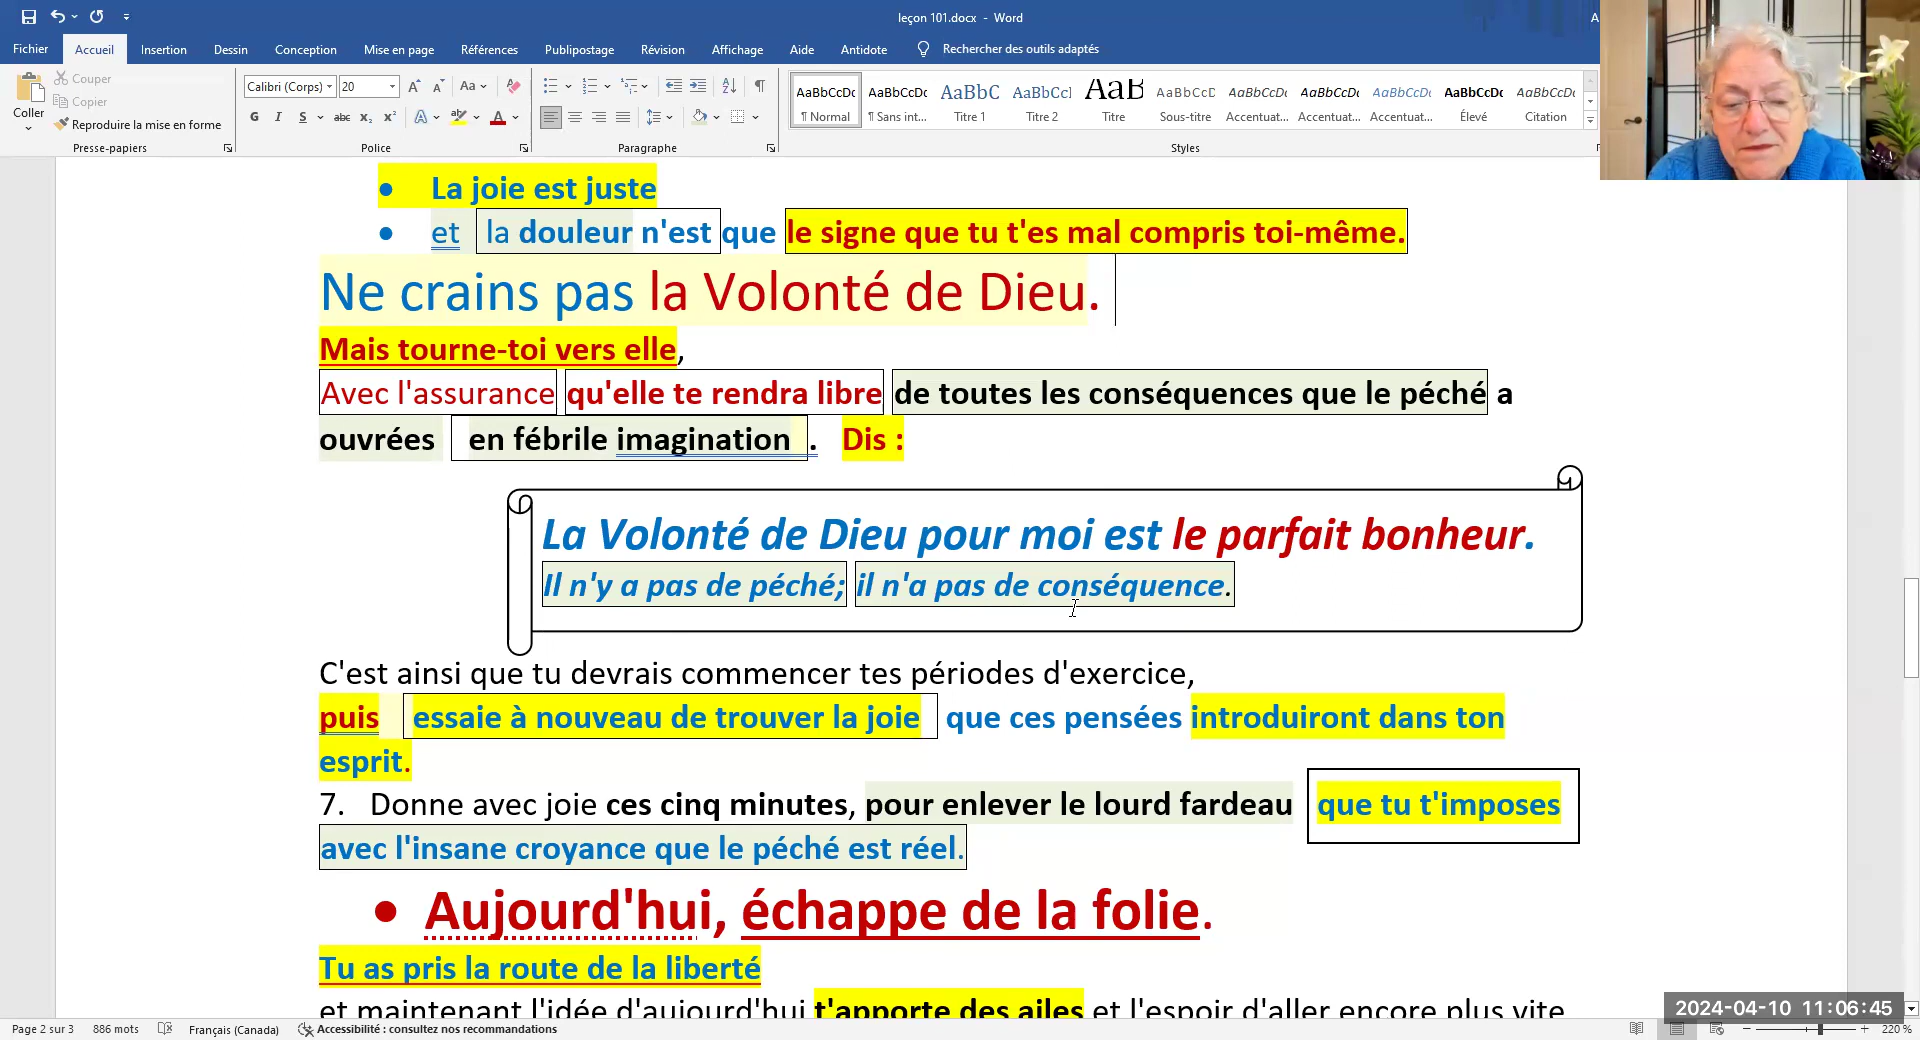 leçon 101.docx - Word
A
Fichier Accueil Insertion Dessin Conception Mise en page Références Publipostage Révision Affichage Aide Antidote Rechercher des outils adaptés
Coller
Couper
Copier
Reproduire la mise en forme
Presse-papiers
Calibri (Corps) 20
G I S abc x₂ x²
Police
Paragraphe
AaBbCcDc AaBbCcDc AaBbC AaBbCcI AaB AaBbCcD AaBbCcDc AaBbCcDc AaBbCcDc AaBbCcDc AaBbCcDc
¶ Normal ¶ Sans int... Titre 1 Titre 2 Titre Sous-titre Accentuat... Accentuat... Accentuat... Élevé Citation
Styles
• La joie est juste
• et la douleur n'est que le signe que tu t'es mal compris toi-même.
Ne crains pas la Volonté de Dieu.
Mais tourne-toi vers elle,
Avec l'assurance qu'elle te rendra libre de toutes les conséquences que le péché a
ouvrées en fébrile imagination . Dis :
La Volonté de Dieu pour moi est le parfait bonheur.
Il n'y a pas de péché; il n'a pas de conséquence.
C'est ainsi que tu devrais commencer tes périodes d'exercice,
puis essaie à nouveau de trouver la joie que ces pensées introduiront dans ton
esprit.
7. Donne avec joie ces cinq minutes, pour enlever le lourd fardeau que tu t'imposes
avec l'insane croyance que le péché est réel.
• Aujourd'hui, échappe de la folie.
Tu as pris la route de la liberté
et maintenant l'idée d'aujourd'hui t'apporte des ailes et l'espoir d'aller encore plus vite
2024-04-10 11:06:45
Page 2 sur 3 886 mots Français (Canada) Accessibilité : consultez nos recommandations 220 %